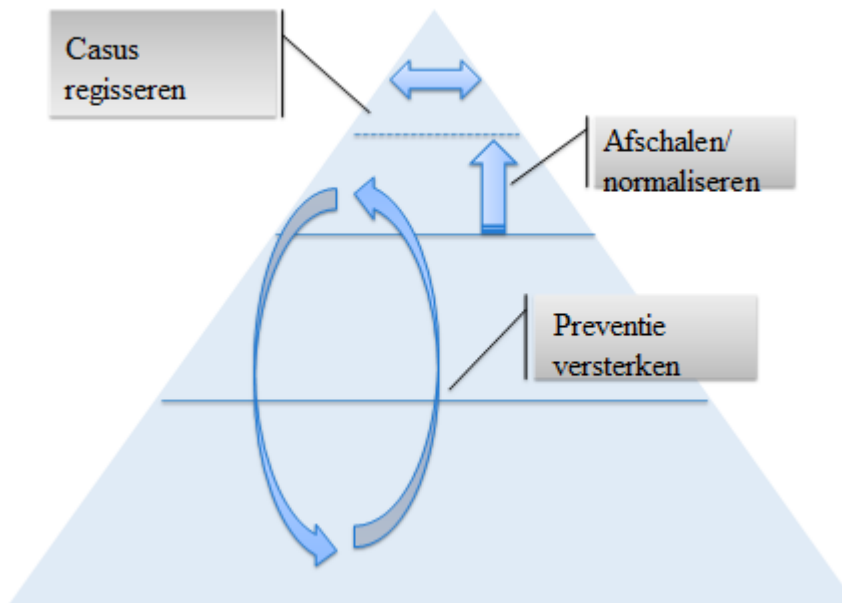 Casus
regisseren
Afschalen/
normaliseren
Preventie
versterken